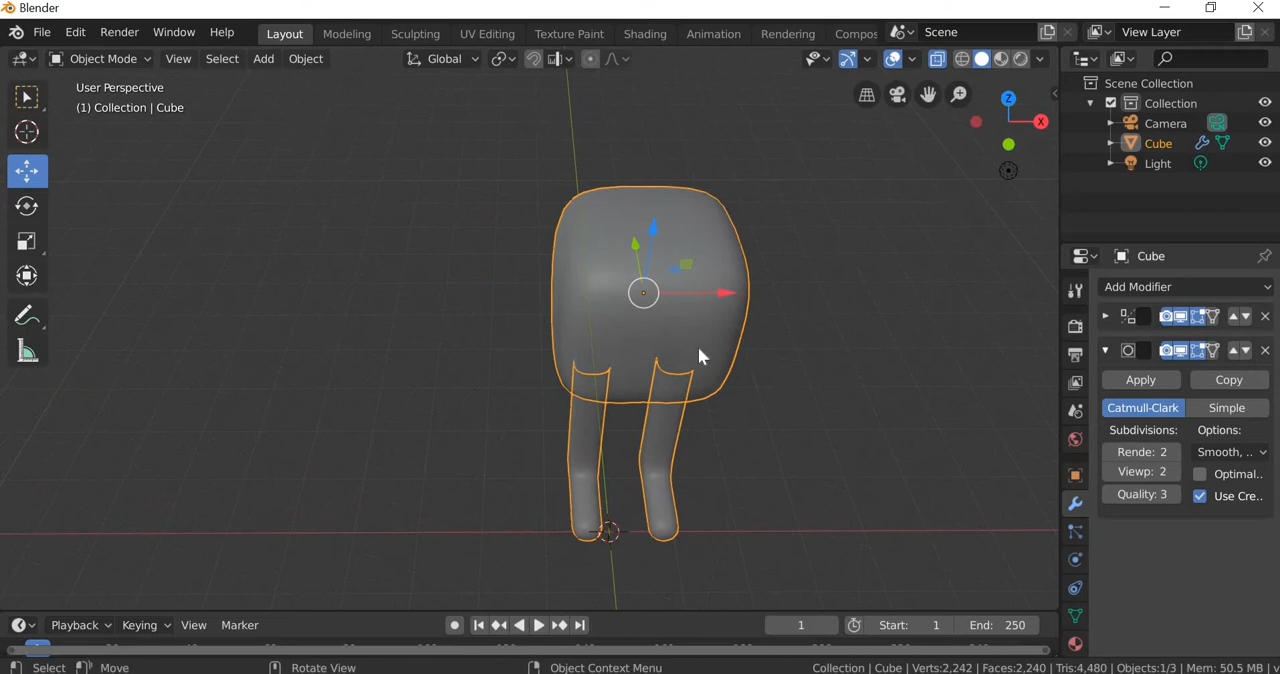 Blender
File Edit Render Window Help Layout Modeling Sculpting UV Editing Texture Paint Shading Animation Rendering Compos Scene View Layer
Object Mode View Select Add Object Global
User Perspective
(1) Collection | Cube
Z
X
Scene Collection
Collection
Camera
Cube
Light
Cube
Add Modifier
Apply Copy
Catmull-Clark Simple
Subdivisions: Options:
Rende: 2 Smooth, ..
Viewp: 2 Optimal..
Quality: 3 Use Cre..
Playback Keying View Marker 1 Start: 1 End: 250
Select Move Rotate View Object Context Menu Collection | Cube | Verts:2,242 | Faces:2,240 | Tris:4,480 | Objects:1/3 | Mem: 50.5 MB | v